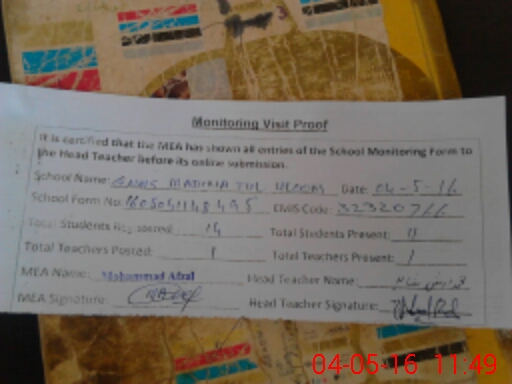 Monitoring Visit Proof
It is certified that the MEA has shown all entries of the School Monitoring Form to
the Head Teacher before its online submission.
School Name: Date: 04-5-16
School Form No: EMIS Code: 32320766
Total Students Registered: 14 Total Students Present: 11
Total Teachers Posted: 1 Total Teachers Present: 1
MEA Name: Muhammad Afzal Head Teacher Name:
MEA Signature: Head Teacher Signature:
04-05-16 11:49